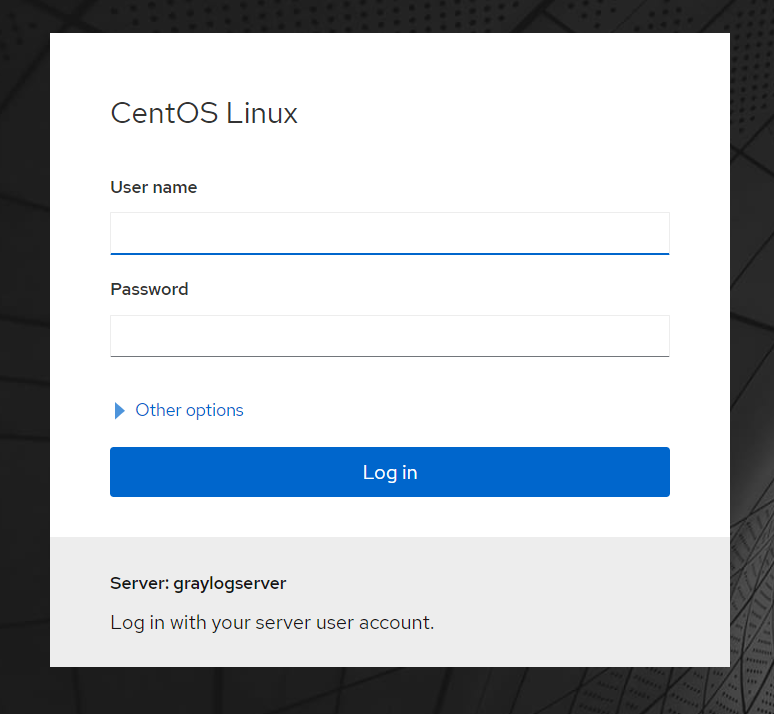 CentOS Linux
User name
Password
Other options
Log in
Server: graylogserver
Log in with your server user account.